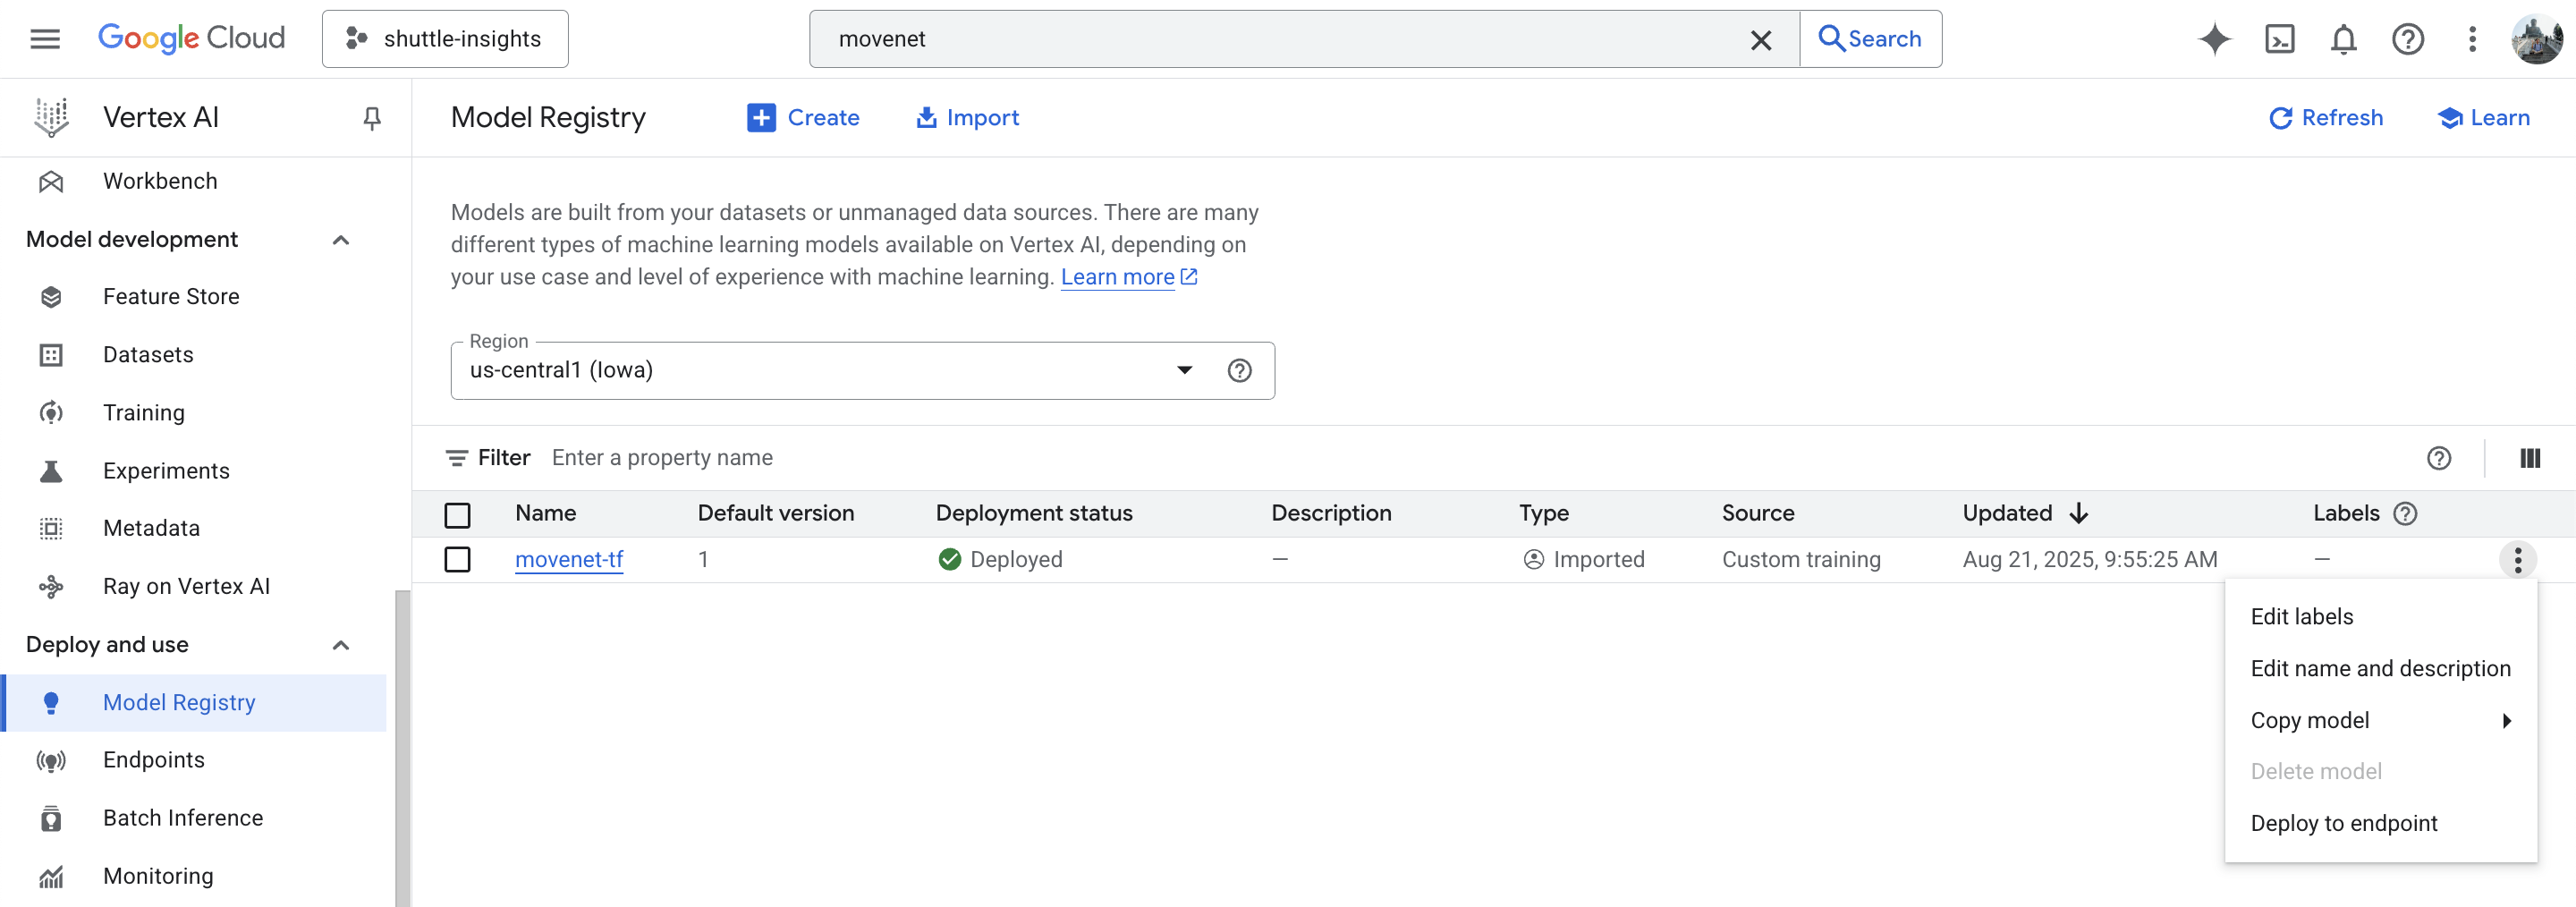 Google Cloud
shuttle-insights
movenet
Search
Vertex AI
Model Registry
Create
Import
Refresh
Learn
Workbench
Model development
Feature Store
Datasets
Training
Experiments
Metadata
Ray on Vertex AI
Deploy and use
Model Registry
Endpoints
Batch Inference
Monitoring
Models are built from your datasets or unmanaged data sources. There are many
different types of machine learning models available on Vertex AI, depending on
your use case and level of experience with machine learning. Learn more
Region
us-central1 (Iowa)
Filter Enter a property name
Name Default version Deployment status Description Type Source Updated Labels
movenet-tf 1 Deployed — Imported Custom training Aug 21, 2025, 9:55:25 AM —
Edit labels
Edit name and description
Copy model
Delete model
Deploy to endpoint